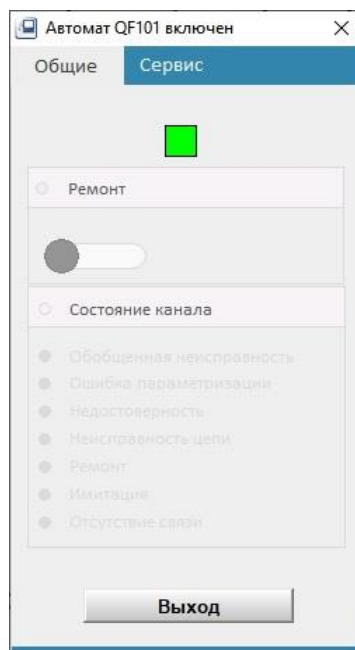 Автомат QF101 включен
Общие Сервис
Ремонт
Состояние канала
Обобщенная неисправность
Ошибка параметризации
Недостоверность
Неисправность цепи
Ремонт
Имитация
Отсутствие связи
Выход